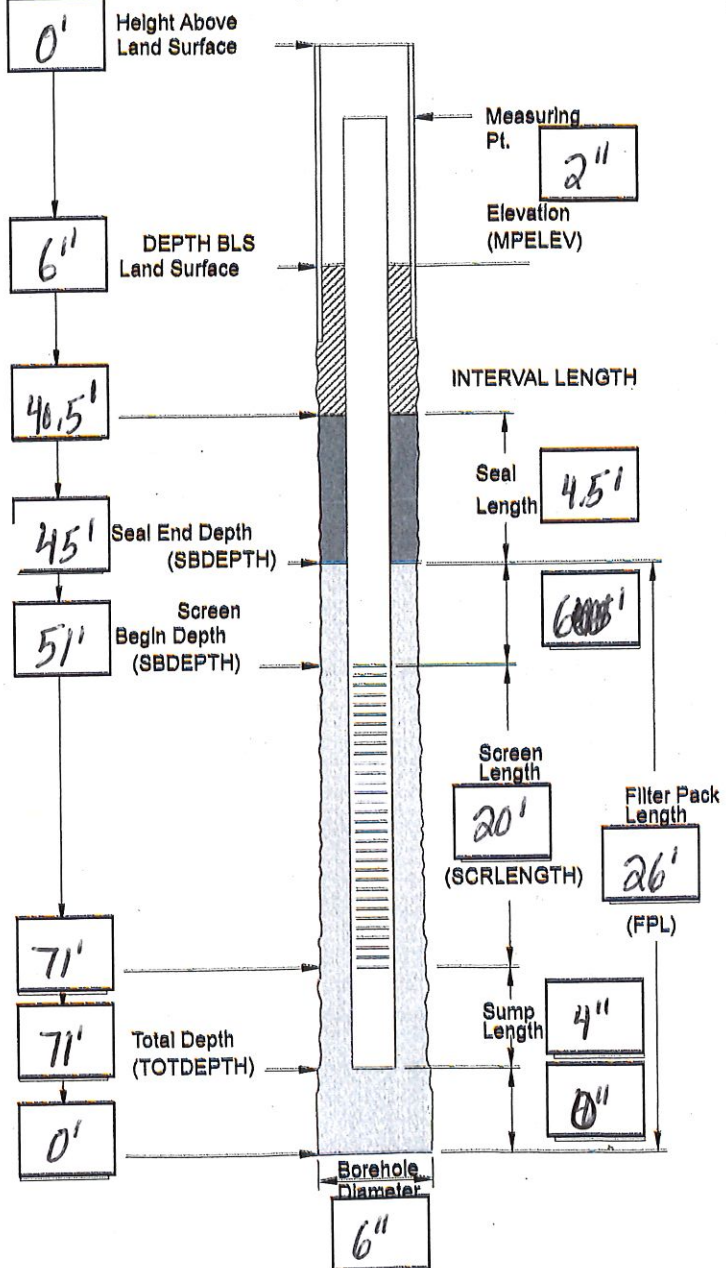 0'
Height Above
Land Surface
Measuring
Pt.
2"
Elevation
(MPELEV)
6"
DEPTH BLS
Land Surface
INTERVAL LENGTH
40.5'
Seal
Length
4.5'
45'
Seal End Depth
(SBDEPTH)
6'
51'
Screen
Begin Depth
(SBDEPTH)
Screen
Length
20'
(SCRLENGTH)
Filter Pack
Length
26'
(FPL)
71'
Sump
Length
4"
71'
Total Depth
(TOTDEPTH)
0"
0'
Borehole
Diameter
6"